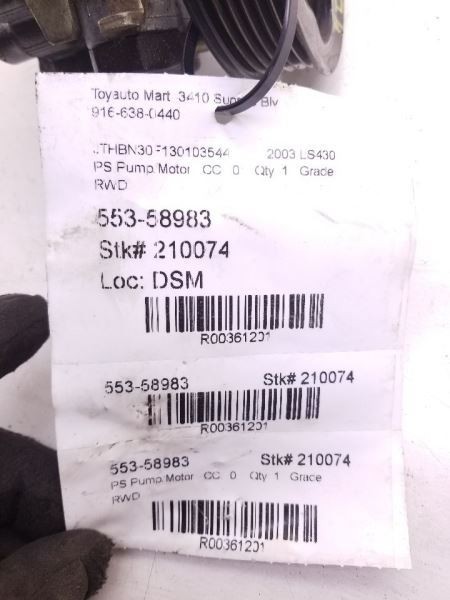 Toyauto Mart 3410
916-638-0440
2003 LS430
PS Pump/Motor CC 0 Qty 1 Grade
RWD
553-58983
Stk# 210074
Loc: DSM
R00361201
553-58983 Stk# 210074
R00361201
553-58983 Stk# 210074
PS Pump/Motor CC 0 Qty 1 Grade
RWD
R00361201